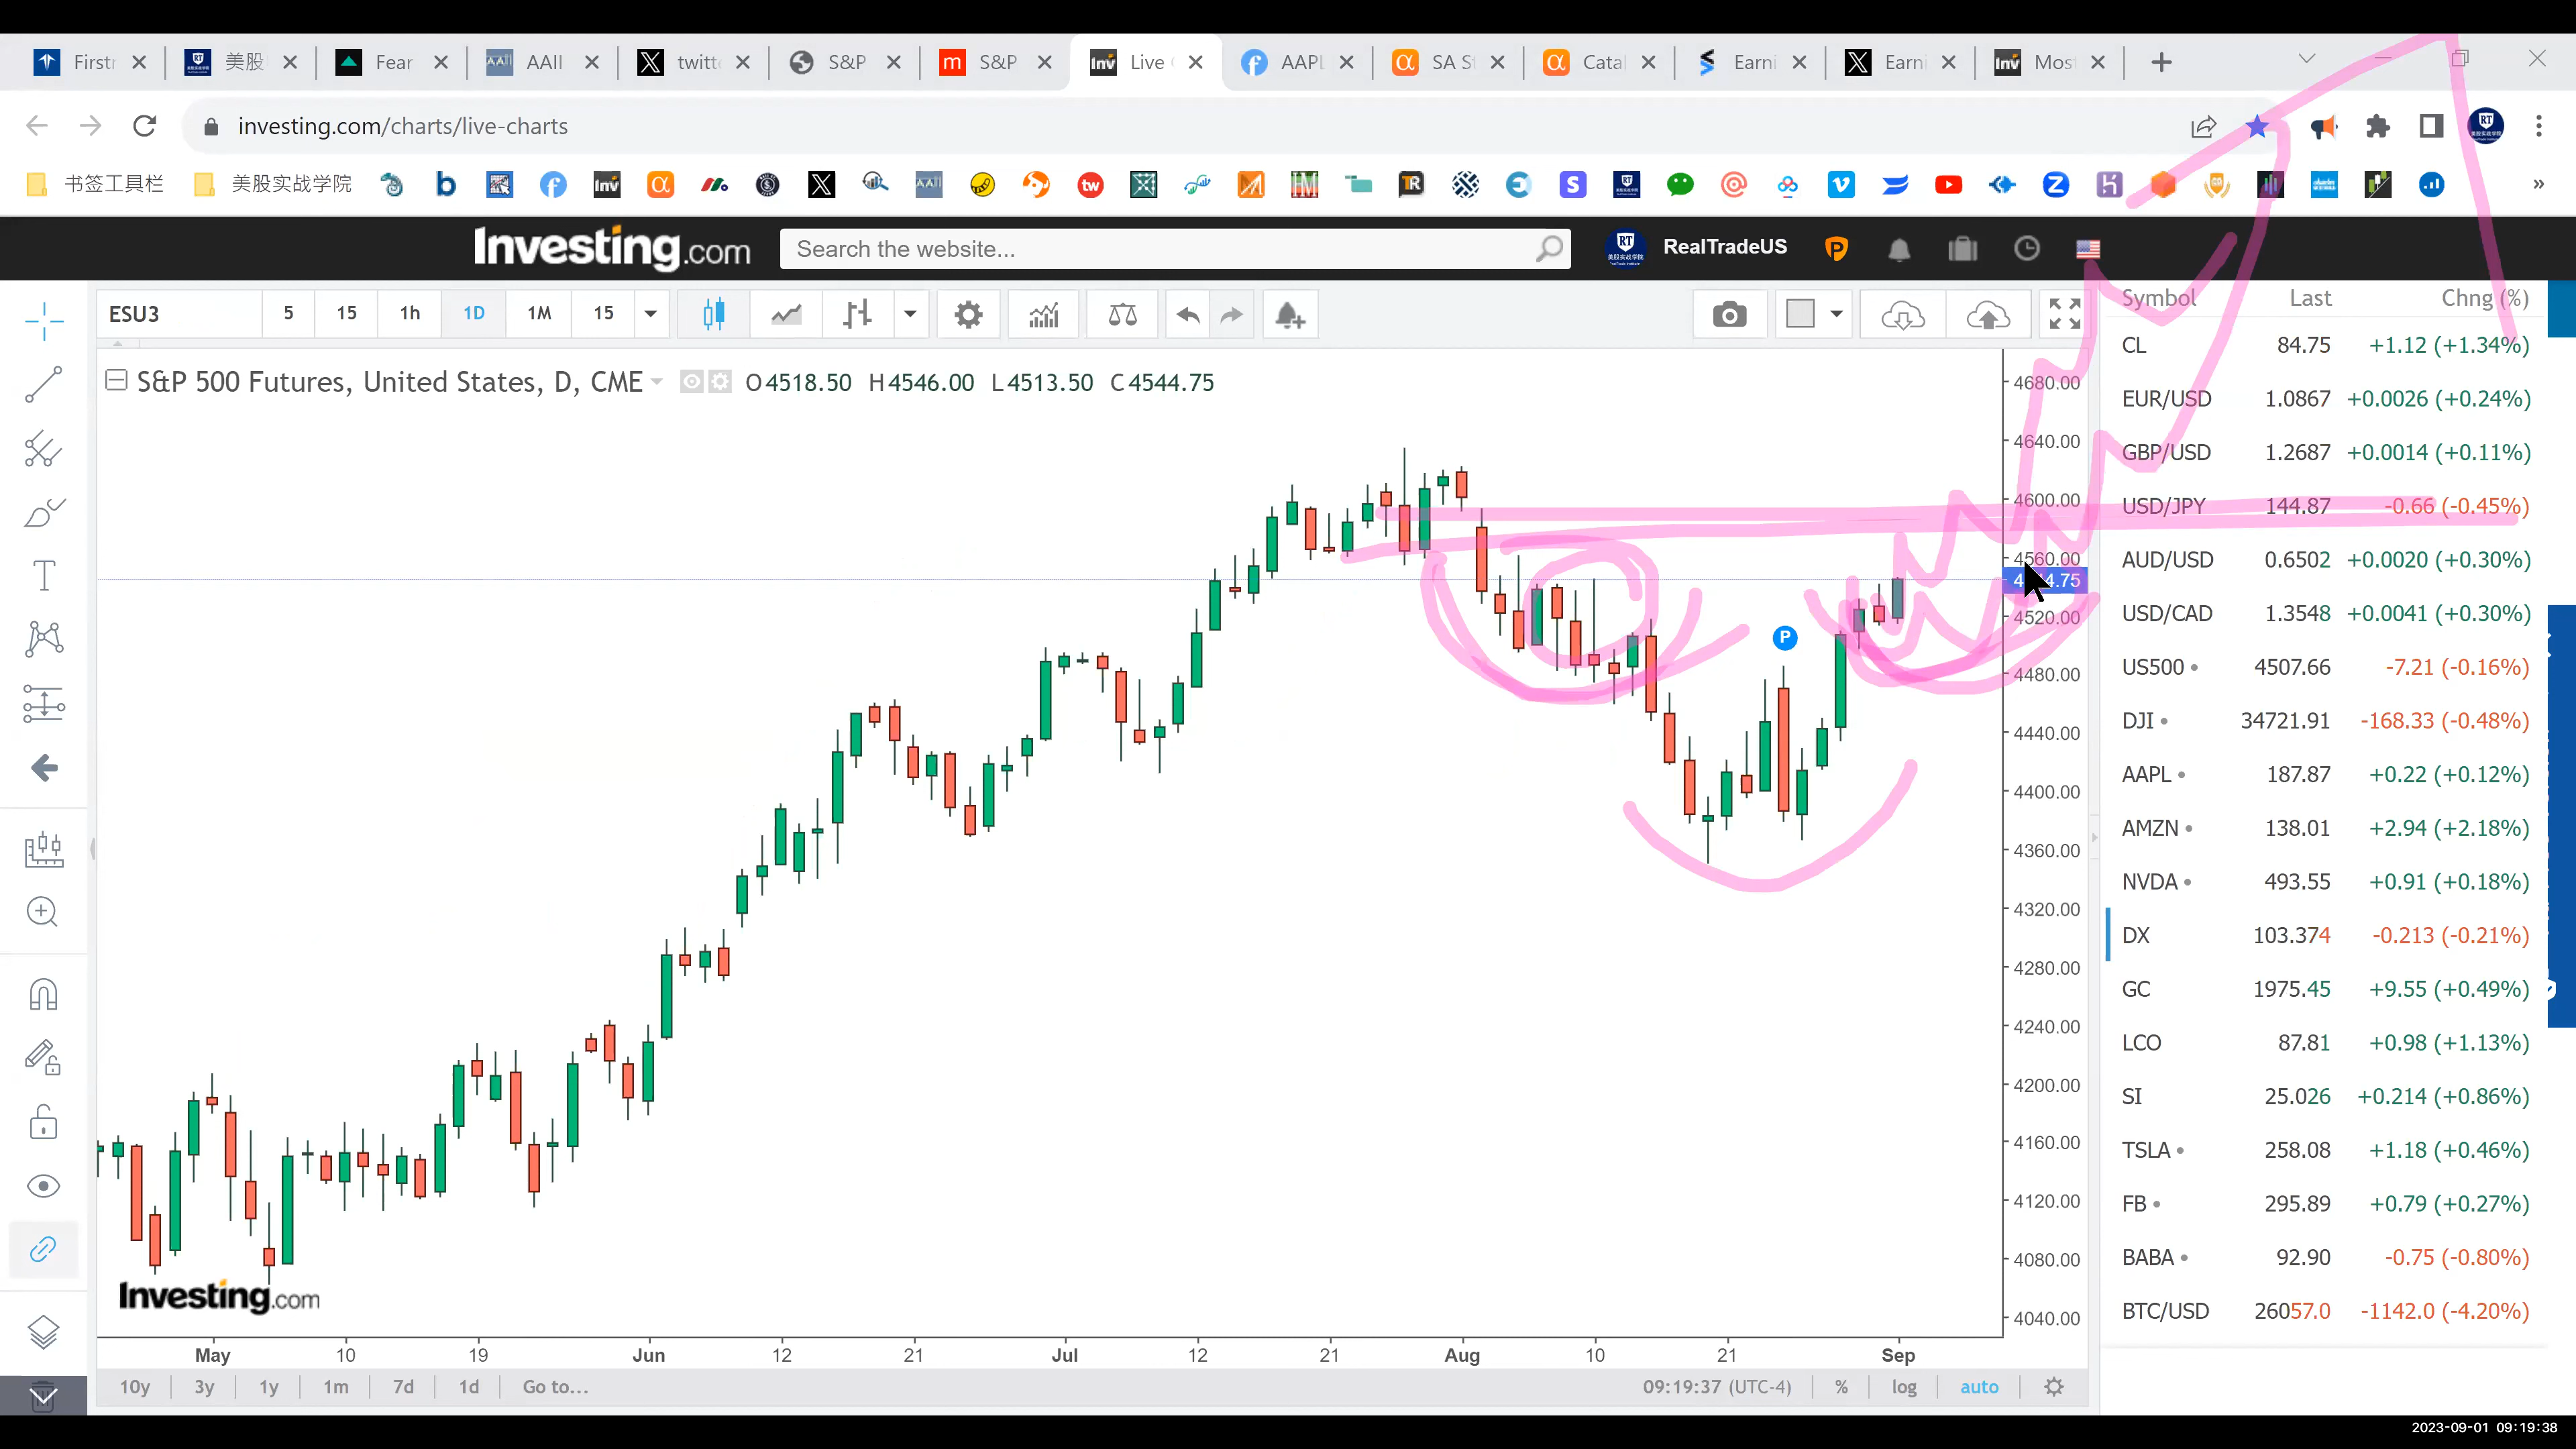 Firstr 美股 Fear AAII twitt S&P S&P Live AAPL SA St Catal Earni Earni Mos
investing.com/charts/live-charts
书签工具栏 美股实战学院
Investing.com Search the website... RealTradeUS
ESU3 5 15 1h 1D 1M 15
S&P 500 Futures, United States, D, CME O4518.50 H4546.00 L4513.50 C4544.75
Symbol Last Chng (%)
CL 84.75 +1.12 (+1.34%)
EUR/USD 1.0867 +0.0026 (+0.24%)
GBP/USD 1.2687 +0.0014 (+0.11%)
USD/JPY 144.87 -0.66 (-0.45%)
AUD/USD 0.6502 +0.0020 (+0.30%)
USD/CAD 1.3548 +0.0041 (+0.30%)
US500 4507.66 -7.21 (-0.16%)
DJI 34721.91 -168.33 (-0.48%)
AAPL 187.87 +0.22 (+0.12%)
AMZN 138.01 +2.94 (+2.18%)
NVDA 493.55 +0.91 (+0.18%)
DX 103.374 -0.213 (-0.21%)
GC 1975.45 +9.55 (+0.49%)
LCO 87.81 +0.98 (+1.13%)
SI 25.026 +0.214 (+0.86%)
TSLA 258.08 +1.18 (+0.46%)
FB 295.89 +0.79 (+0.27%)
BABA 92.90 -0.75 (-0.80%)
BTC/USD 26057.0 -1142.0 (-4.20%)
4680.00
4640.00
4600.00
4560.00
4520.00
4480.00
4440.00
4400.00
4360.00
4320.00
4280.00
4240.00
4200.00
4160.00
4120.00
4080.00
4040.00
P
Investing.com
May 10 19 Jun 12 21 Jul 12 21 Aug 10 21 Sep
10y 3y 1y 1m 7d 1d Go to... 09:19:37 (UTC-4) % log auto
2023-09-01 09:19:38